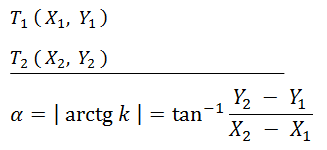 T₁ ( X₁, Y₁ )
T₂ ( X₂, Y₂ )
α = | arctg k | = tan⁻¹ (Y₂ − Y₁)/(X₂ − X₁)